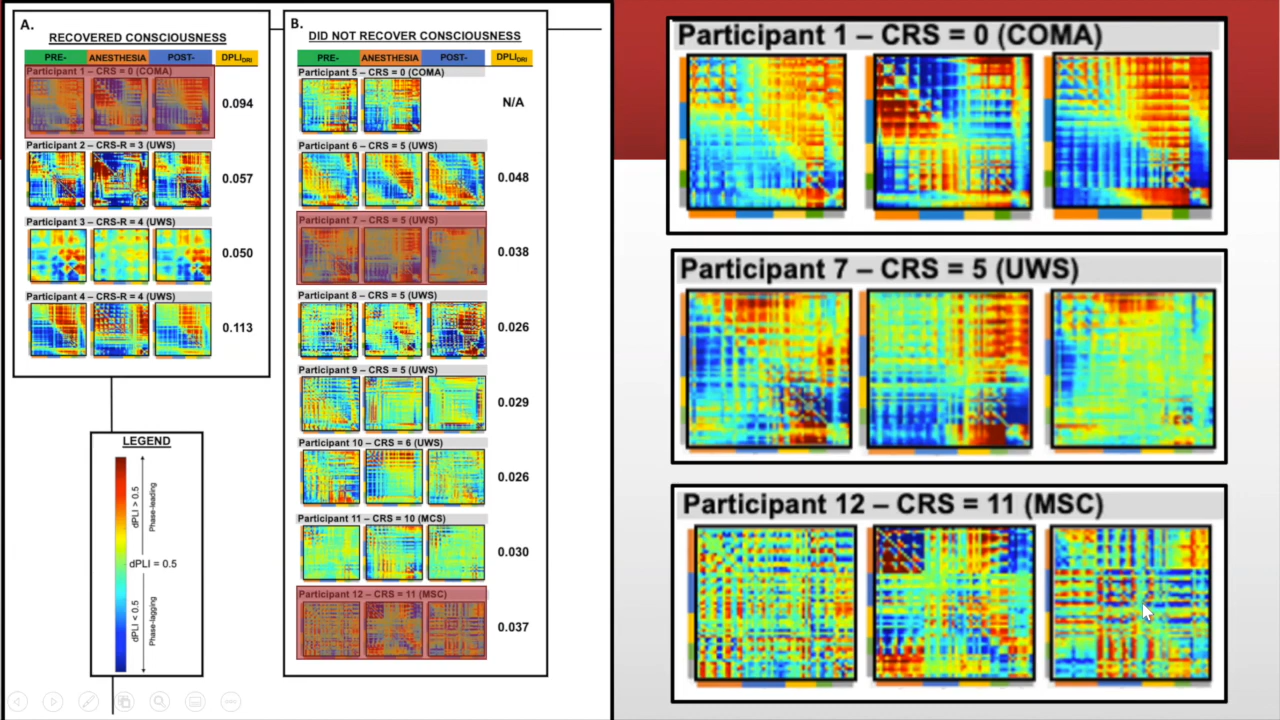 A.
RECOVERED CONSCIOUSNESS
PRE- ANESTHESIA POST- DPLIDRI
Participant 1 – CRS = 0 (COMA)
0.094
Participant 2 – CRS-R = 3 (UWS)
0.057
Participant 3 – CRS-R = 4 (UWS)
0.050
Participant 4 – CRS-R = 4 (UWS)
0.113
LEGEND
dPLI > 0.5
Phase-leading
dPLI = 0.5
dPLI < 0.5
Phase-lagging
B.
DID NOT RECOVER CONSCIOUSNESS
PRE- ANESTHESIA POST- DPLIDRI
Participant 5 – CRS = 0 (COMA)
N/A
Participant 6 – CRS = 5 (UWS)
0.048
Participant 7 – CRS = 5 (UWS)
0.038
Participant 8 – CRS = 5 (UWS)
0.026
Participant 9 – CRS = 5 (UWS)
0.029
Participant 10 – CRS = 6 (UWS)
0.026
Participant 11 – CRS = 10 (MCS)
0.030
Participant 12 – CRS = 11 (MSC)
0.037
Participant 1 – CRS = 0 (COMA)
Participant 7 – CRS = 5 (UWS)
Participant 12 – CRS = 11 (MSC)